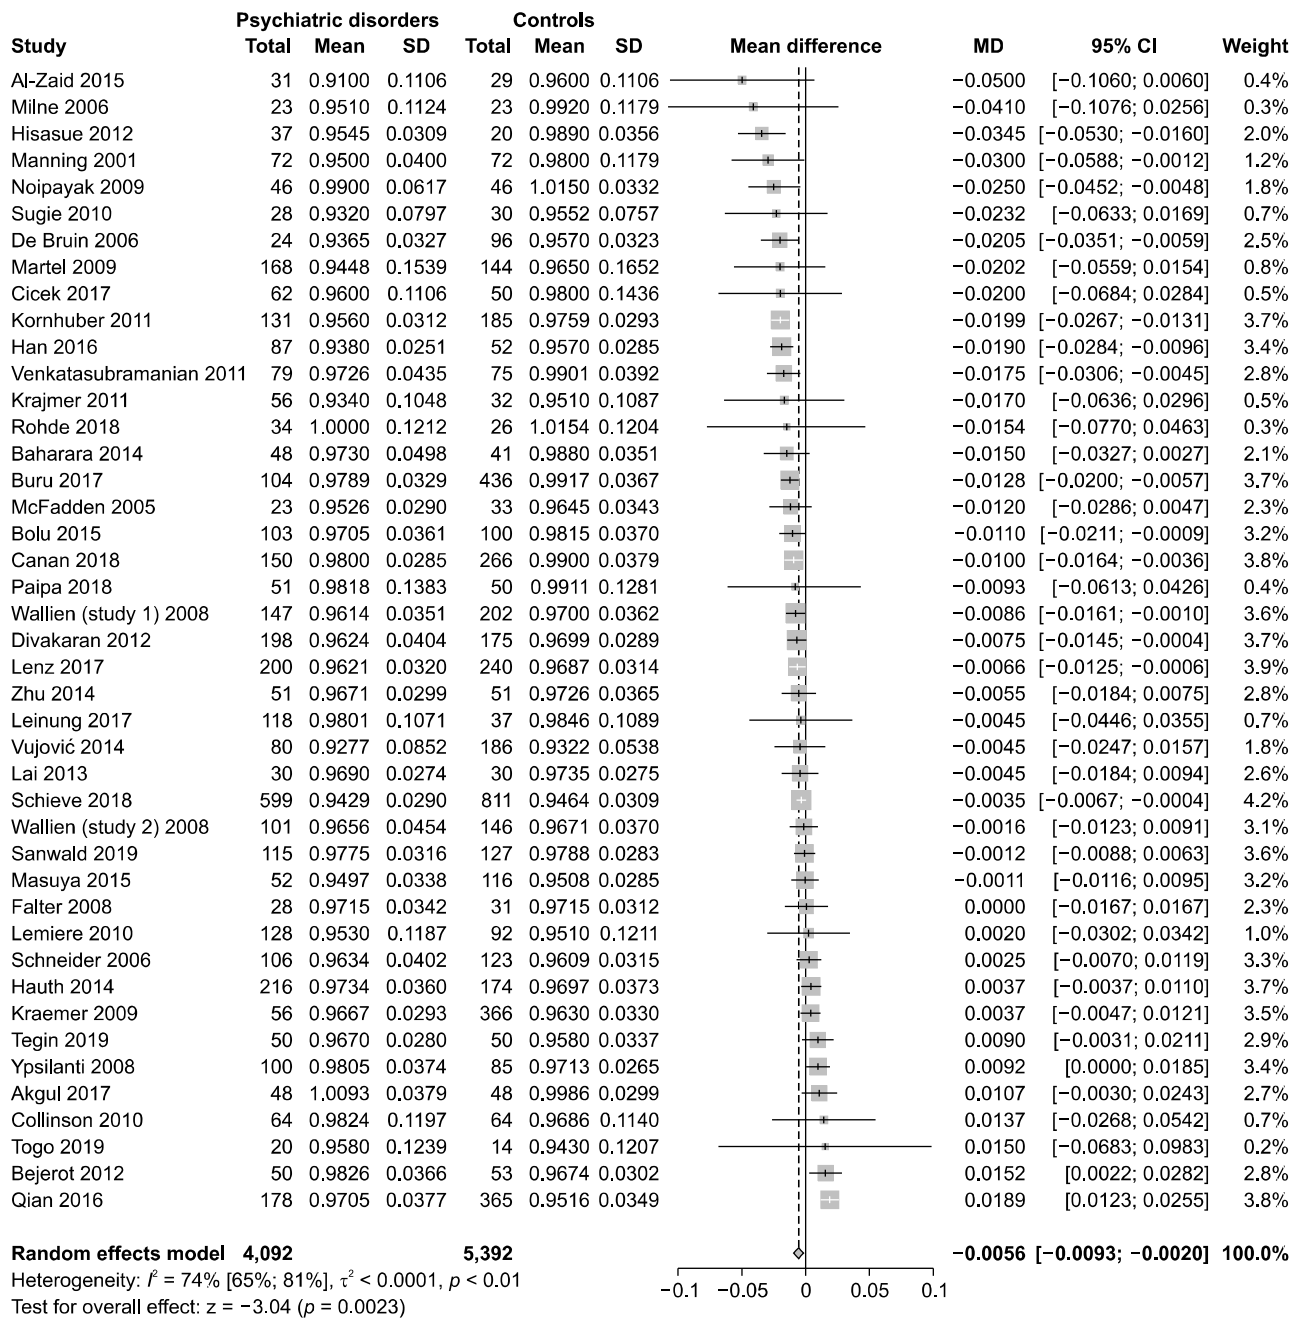 Psychiatric disorders Controls
Study Total Mean SD Total Mean SD Mean difference MD 95% CI Weight
Al-Zaid 2015 31 0.9100 0.1106 29 0.9600 0.1106 −0.0500 [−0.1060; 0.0060] 0.4%
Milne 2006 23 0.9510 0.1124 23 0.9920 0.1179 −0.0410 [−0.1076; 0.0256] 0.3%
Hisasue 2012 37 0.9545 0.0309 20 0.9890 0.0356 −0.0345 [−0.0530; −0.0160] 2.0%
Manning 2001 72 0.9500 0.0400 72 0.9800 0.1179 −0.0300 [−0.0588; −0.0012] 1.2%
Noipayak 2009 46 0.9900 0.0617 46 1.0150 0.0332 −0.0250 [−0.0452; −0.0048] 1.8%
Sugie 2010 28 0.9320 0.0797 30 0.9552 0.0757 −0.0232 [−0.0633; 0.0169] 0.7%
De Bruin 2006 24 0.9365 0.0327 96 0.9570 0.0323 −0.0205 [−0.0351; −0.0059] 2.5%
Martel 2009 168 0.9448 0.1539 144 0.9650 0.1652 −0.0202 [−0.0559; 0.0154] 0.8%
Cicek 2017 62 0.9600 0.1106 50 0.9800 0.1436 −0.0200 [−0.0684; 0.0284] 0.5%
Kornhuber 2011 131 0.9560 0.0312 185 0.9759 0.0293 −0.0199 [−0.0267; −0.0131] 3.7%
Han 2016 87 0.9380 0.0251 52 0.9570 0.0285 −0.0190 [−0.0284; −0.0096] 3.4%
Venkatasubramanian 2011 79 0.9726 0.0435 75 0.9901 0.0392 −0.0175 [−0.0306; −0.0045] 2.8%
Krajmer 2011 56 0.9340 0.1048 32 0.9510 0.1087 −0.0170 [−0.0636; 0.0296] 0.5%
Rohde 2018 34 1.0000 0.1212 26 1.0154 0.1204 −0.0154 [−0.0770; 0.0463] 0.3%
Baharara 2014 48 0.9730 0.0498 41 0.9880 0.0351 −0.0150 [−0.0327; 0.0027] 2.1%
Buru 2017 104 0.9789 0.0329 436 0.9917 0.0367 −0.0128 [−0.0200; −0.0057] 3.7%
McFadden 2005 23 0.9526 0.0290 33 0.9645 0.0343 −0.0120 [−0.0286; 0.0047] 2.3%
Bolu 2015 103 0.9705 0.0361 100 0.9815 0.0370 −0.0110 [−0.0211; −0.0009] 3.2%
Canan 2018 150 0.9800 0.0285 266 0.9900 0.0379 −0.0100 [−0.0164; −0.0036] 3.8%
Paipa 2018 51 0.9818 0.1383 50 0.9911 0.1281 −0.0093 [−0.0613; 0.0426] 0.4%
Wallien (study 1) 2008 147 0.9614 0.0351 202 0.9700 0.0362 −0.0086 [−0.0161; −0.0010] 3.6%
Divakaran 2012 198 0.9624 0.0404 175 0.9699 0.0289 −0.0075 [−0.0145; −0.0004] 3.7%
Lenz 2017 200 0.9621 0.0320 240 0.9687 0.0314 −0.0066 [−0.0125; −0.0006] 3.9%
Zhu 2014 51 0.9671 0.0299 51 0.9726 0.0365 −0.0055 [−0.0184; 0.0075] 2.8%
Leinung 2017 118 0.9801 0.1071 37 0.9846 0.1089 −0.0045 [−0.0446; 0.0355] 0.7%
Vujović 2014 80 0.9277 0.0852 186 0.9322 0.0538 −0.0045 [−0.0247; 0.0157] 1.8%
Lai 2013 30 0.9690 0.0274 30 0.9735 0.0275 −0.0045 [−0.0184; 0.0094] 2.6%
Schieve 2018 599 0.9429 0.0290 811 0.9464 0.0309 −0.0035 [−0.0067; −0.0004] 4.2%
Wallien (study 2) 2008 101 0.9656 0.0454 146 0.9671 0.0370 −0.0016 [−0.0123; 0.0091] 3.1%
Sanwald 2019 115 0.9775 0.0316 127 0.9788 0.0283 −0.0012 [−0.0088; 0.0063] 3.6%
Masuya 2015 52 0.9497 0.0338 116 0.9508 0.0285 −0.0011 [−0.0116; 0.0095] 3.2%
Falter 2008 28 0.9715 0.0342 31 0.9715 0.0312 0.0000 [−0.0167; 0.0167] 2.3%
Lemiere 2010 128 0.9530 0.1187 92 0.9510 0.1211 0.0020 [−0.0302; 0.0342] 1.0%
Schneider 2006 106 0.9634 0.0402 123 0.9609 0.0315 0.0025 [−0.0070; 0.0119] 3.3%
Hauth 2014 216 0.9734 0.0360 174 0.9697 0.0373 0.0037 [−0.0037; 0.0110] 3.7%
Kraemer 2009 56 0.9667 0.0293 366 0.9630 0.0330 0.0037 [−0.0047; 0.0121] 3.5%
Tegin 2019 50 0.9670 0.0280 50 0.9580 0.0337 0.0090 [−0.0031; 0.0211] 2.9%
Ypsilanti 2008 100 0.9805 0.0374 85 0.9713 0.0265 0.0092 [0.0000; 0.0185] 3.4%
Akgul 2017 48 1.0093 0.0379 48 0.9986 0.0299 0.0107 [−0.0030; 0.0243] 2.7%
Collinson 2010 64 0.9824 0.1197 64 0.9686 0.1140 0.0137 [−0.0268; 0.0542] 0.7%
Togo 2019 20 0.9580 0.1239 14 0.9430 0.1207 0.0150 [−0.0683; 0.0983] 0.2%
Bejerot 2012 50 0.9826 0.0366 53 0.9674 0.0302 0.0152 [0.0022; 0.0282] 2.8%
Qian 2016 178 0.9705 0.0377 365 0.9516 0.0349 0.0189 [0.0123; 0.0255] 3.8%
Random effects model 4,092 5,392 −0.0056 [−0.0093; −0.0020] 100.0%
Heterogeneity: I² = 74% [65%; 81%], τ² < 0.0001, p < 0.01
Test for overall effect: z = −3.04 (p = 0.0023)
−0.1 −0.05 0 0.05 0.1